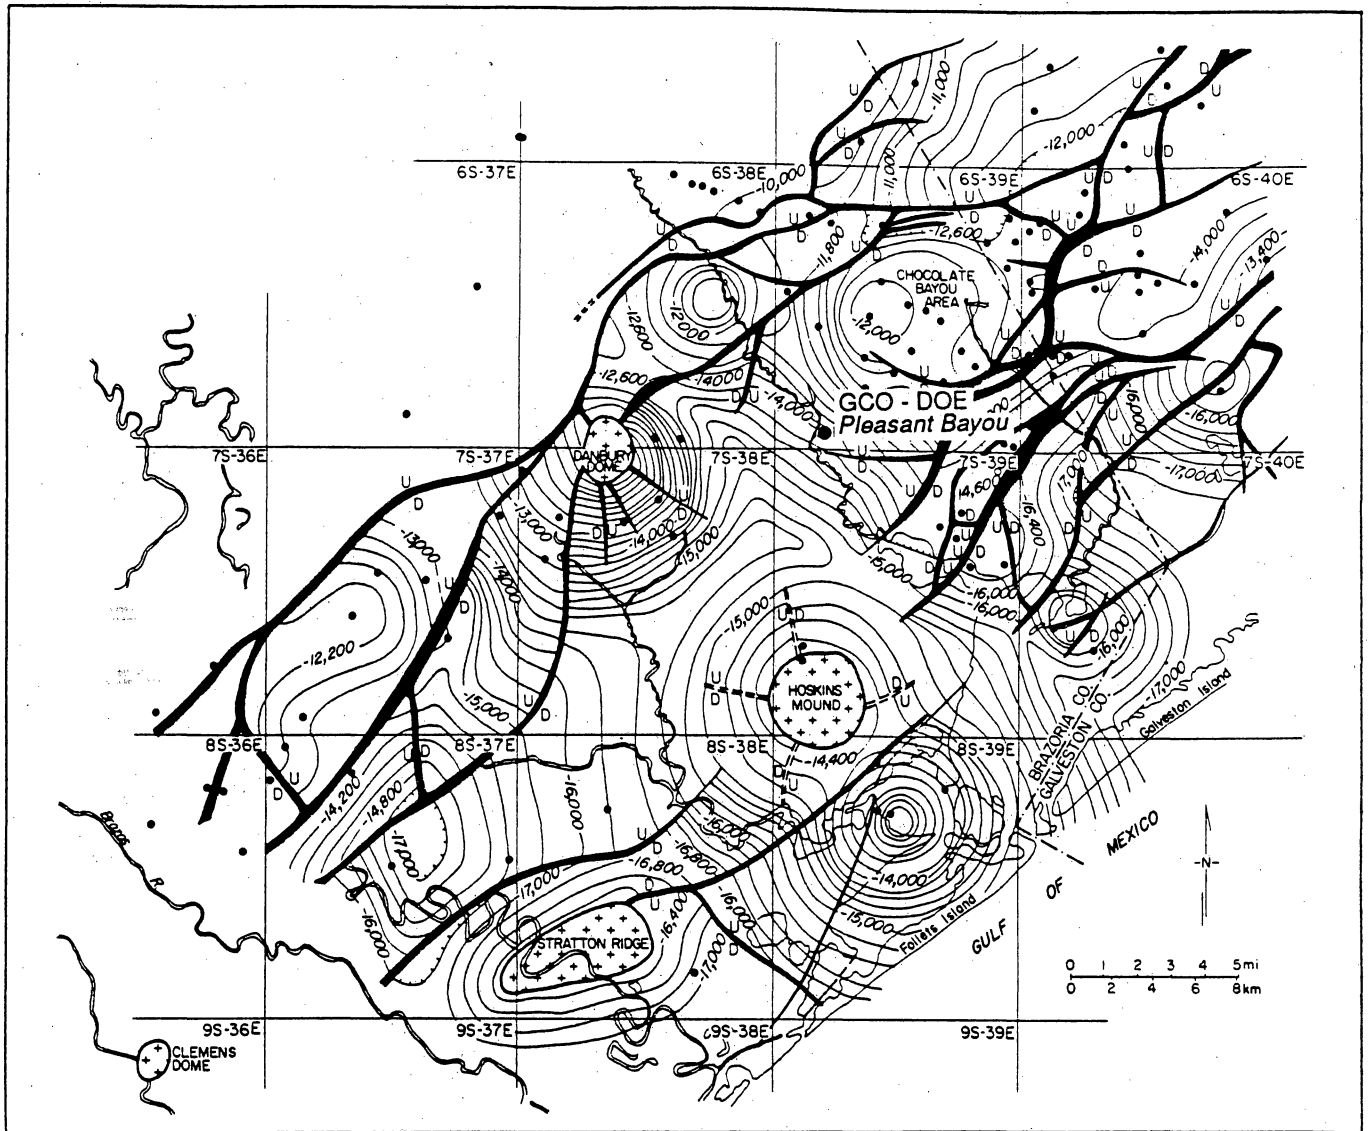 -11,000
-12,000
6S-37E
6S-38E
-10,000
-11,000
6S-39E
6S-40E
-11,800
-12,600
-14,000
-13,400
CHOCOLATE
BAYOU
AREA
-12,600
-12,000
-12,000
-12,600
-14000
-14,000
GCO - DOE
Pleasant Bayou
-16,000
-16,000
7S-36E
7S-37E
DANBURY
DOME
7S-38E
7S-39E
-17,000
7S-40E
14,600
-17,000
-16,400
-13,000
-14,000
-15,000
-13,000
-14,000
-15,000
-16,000
-16,000
-15,000
-16,000
-12,200
HOSKINS
MOUND
-15,000
-17,000
Galveston Island
BRAZORIA CO.
GALVESTON CO.
8S-36E
8S-37E
8S-38E
8S-39E
-14,400
-14,200
-14,800
-16,000
-17,000
-16,000
-16,800
-16,800
MEXICO
OF
GULF
Brazos
R.
-N-
-14,000
-17,000
-16,400
-16,000
-15,000
Follets Island
-16,000
STRATTON RIDGE
-17,000
0 1 2 3 4 5mi
0 2 4 6 8km
9S-36E
9S-37E
9S-38E
9S-39E
CLEMENS
DOME
U
D